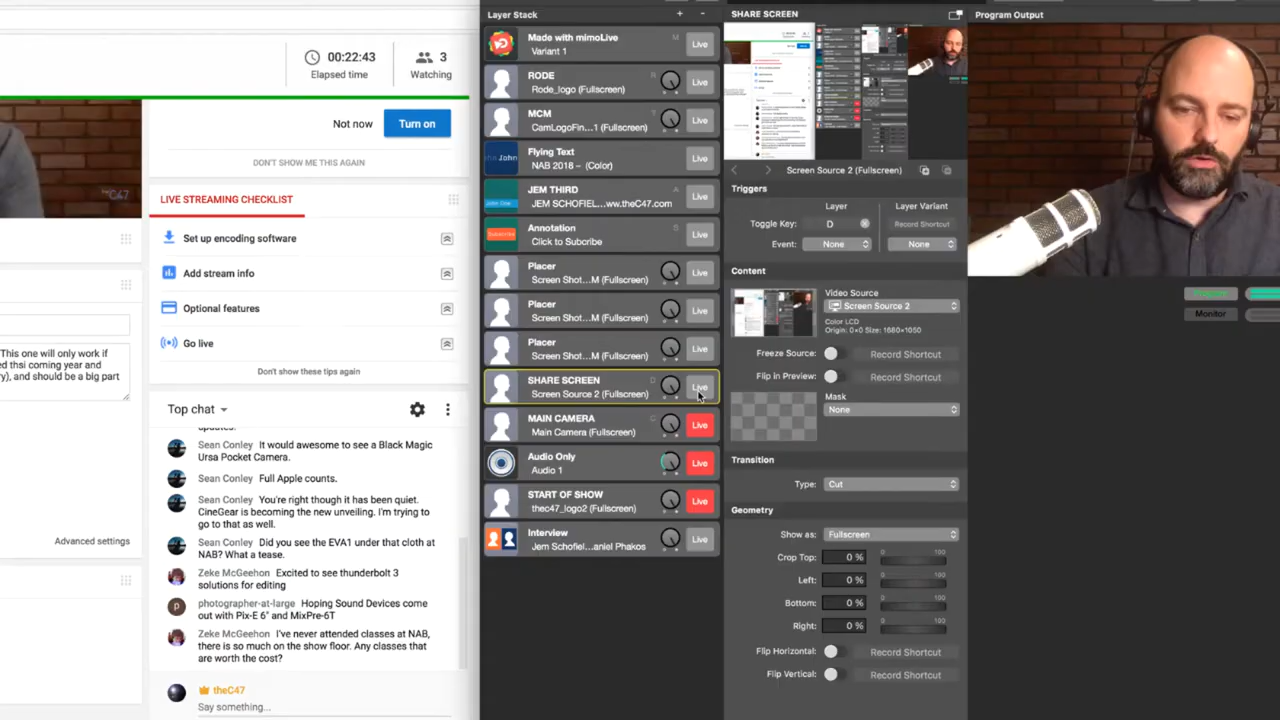 00:22:43
Elapsed time
3
Watching
Not now
Turn on
DON'T SHOW ME THIS AGAIN
theC47
LIVE STREAMING CHECKLIST
Set up encoding software
Add stream info
Optional features
Go live
Don't show these tips again
This one will only work if
ed thsi coming year and
y), and should be a big part
Advanced settings
Top chat
updates.
Sean Conley It would awesome to see a Black Magic
Ursa Pocket Camera.
Sean Conley Full Apple counts.
Sean Conley You're right though it has been quiet.
CineGear is becoming the new unveiling. I'm trying to
go to that as well.
Sean Conley Did you see the EVA1 under that cloth at
NAB? What a tease.
Zeke McGeehon Excited to see thunderbolt 3
solutions for editing
p
photographer-at-large Hoping Sound Devices come
out with Pix-E 6" and MixPre-6T
Zeke McGeehon I've never attended classes at NAB,
there is so much on the show floor. Any classes that
are worth the cost?
theC47
Say something...
Layer Stack
+ -
Made with mimoLive
Variant 1
M
Live
RODE
Rode_logo (Fullscreen)
R
Live
MCM
CamLogoFin...1 (Fullscreen)
Live
Flying Text
NAB 2018 – (Color)
Live
JEM THIRD
JEM SCHOFIEL...ww.theC47.com
A
Live
Annotation
Click to Subcribe
Subscribe
S
Live
Placer
Screen Shot...M (Fullscreen)
Live
Placer
Screen Shot...M (Fullscreen)
Live
Placer
Screen Shot...M (Fullscreen)
Live
SHARE SCREEN
Screen Source 2 (Fullscreen)
D
Live
MAIN CAMERA
Main Camera (Fullscreen)
C
Live
Audio Only
Audio 1
Live
START OF SHOW
thec47_logo2 (Fullscreen)
Live
Interview
Jem Schofiel...aniel Phakos
Live
SHARE SCREEN
Screen Source 2 (Fullscreen)
Triggers
Layer
Layer Variant
Toggle Key:
D
Record Shortcut
Event:
None
None
Content
Video Source
Screen Source 2
Color LCD
Origin: 0×0 Size: 1680×1050
Freeze Source:
Record Shortcut
Flip in Preview:
Record Shortcut
Mask
None
Transition
Type:
Cut
Geometry
Show as:
Fullscreen
Crop Top:
0 %
0
100
Left:
0 %
0
100
Bottom:
0 %
0
100
Right:
0 %
0
100
Flip Horizontal:
Record Shortcut
Flip Vertical:
Record Shortcut
Program Output
Program
Monitor